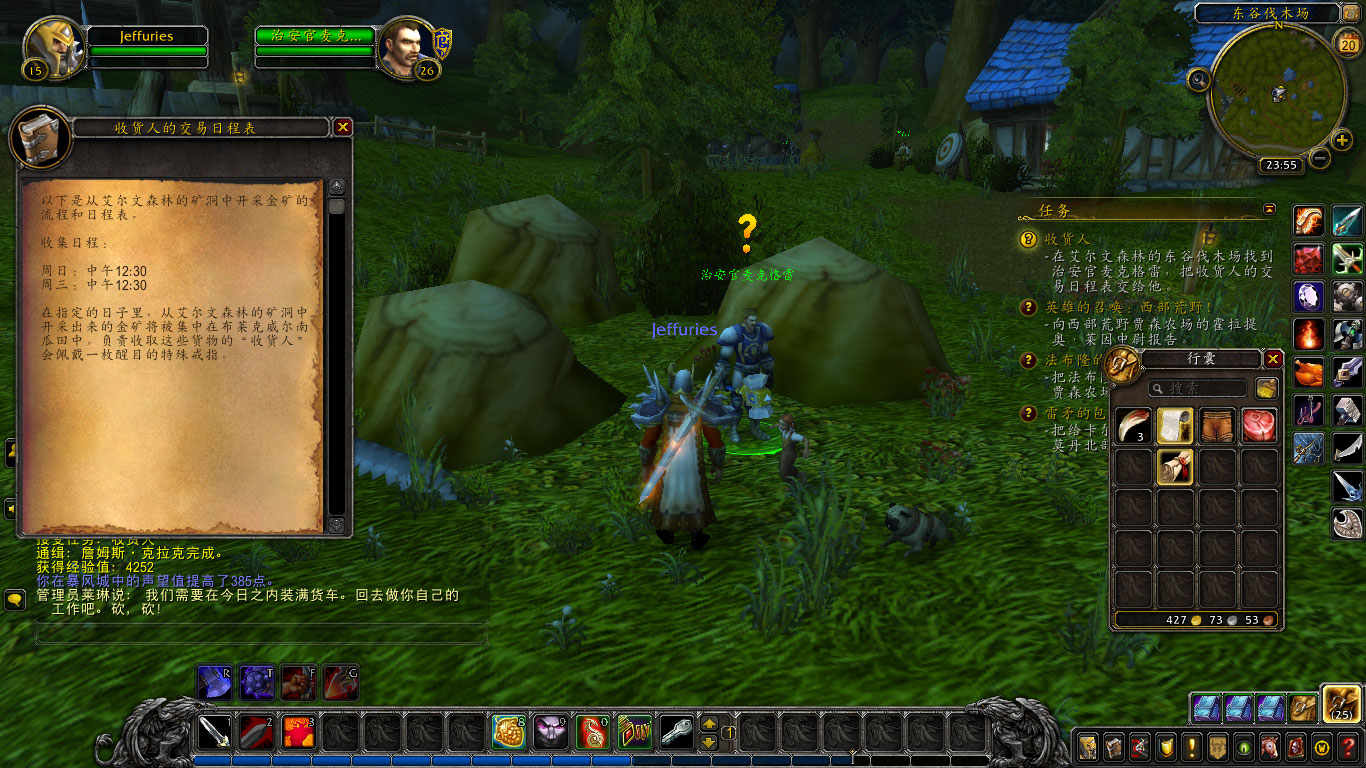 Jeffuries
15
治安官麦克...
26
东谷伐木场
N
20
23:55
收货人的交易日程表
以下是从艾尔文森林的矿洞中开采金矿的
流程和日程表。
收集日程：
周日：中午12:30
周三：中午12:30
在指定的日子里，从艾尔文森林的矿洞中
开采出来的金矿将被集中在布莱克威尔南
瓜田中。负责收取这些货物的“收货人”
会佩戴一枚醒目的特殊戒指。
治安官麦克格雷
Jeffuries
任务
收货人
-在艾尔文森林的东谷伐木场找到
治安官麦克格雷，把收货人的交
易日程表交给他。
英雄的召唤：西部荒野！
-向西部荒野贾森农场的霍拉提
奥·莱因中尉报告。
法布隆的
-把法布
贾森农场
雷矛的包
把给卡尔
莫丹北部
行囊
搜索
3
427 73 53
接受任务：收货人
通缉：詹姆斯·克拉克完成。
获得经验值：4252
你在暴风城中的声望值提高了385点。
管理员莱琳说： 我们需要在今日之内装满货车。回去做你自己的
工作吧。砍，砍！
R T F G
2 3 8 9 0
1
(25)